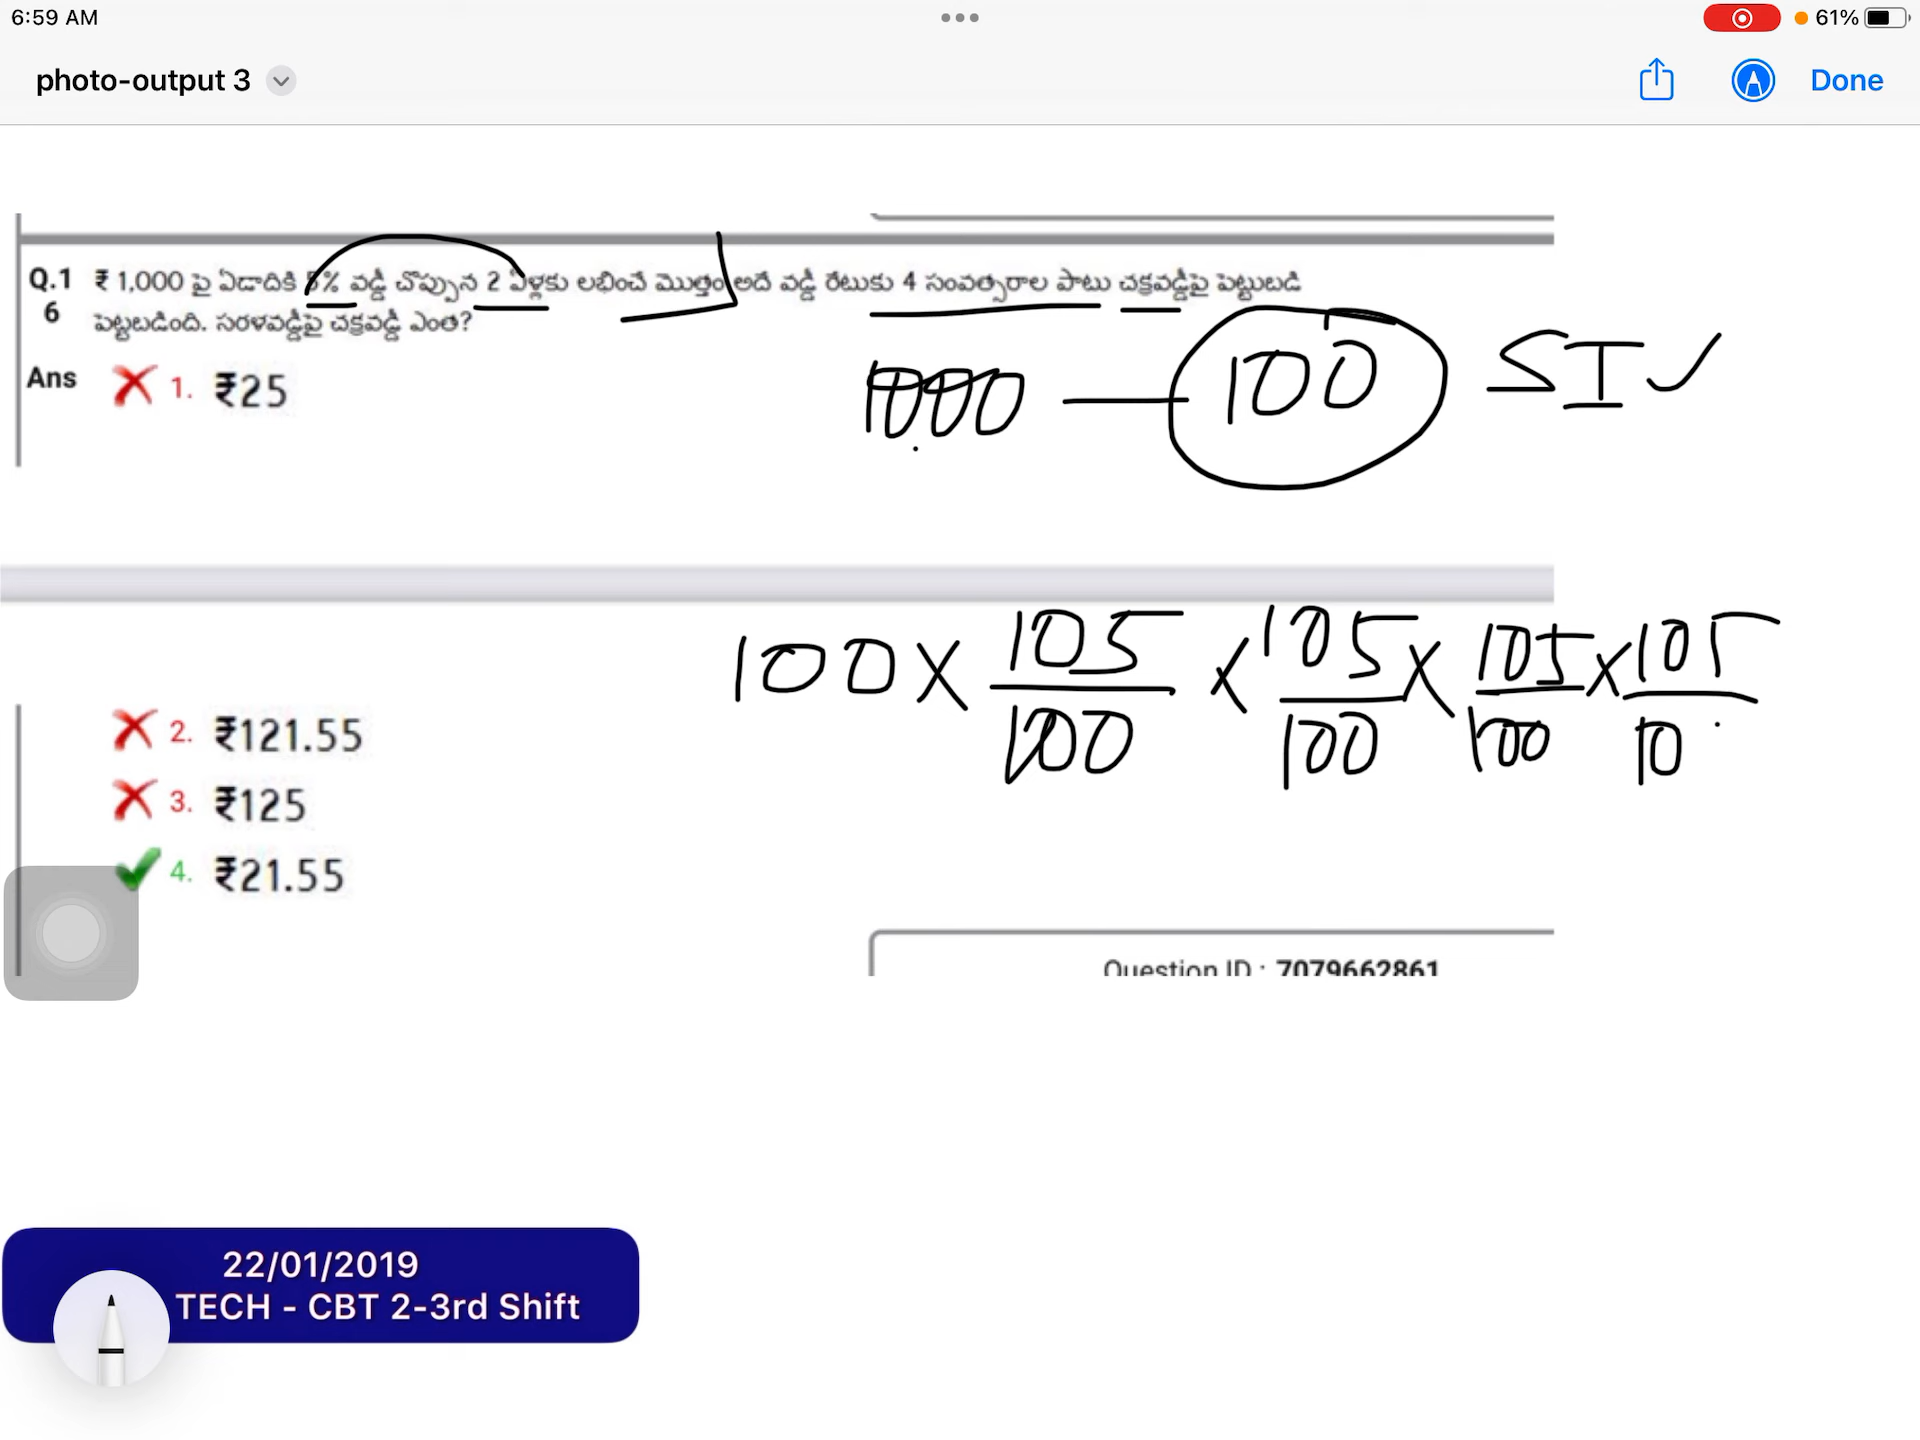 6:59 AM
61%
photo-output 3
Done
Q.1 ₹ 1,000 పై ఏడాదికి 5% వడ్డీ చొప్పున 2 ఏళ్లకు లభించే మొత్తం అదే వడ్డీ రేటుకు 4 సంవత్సరాల పాటు చక్రవడ్డీపై పెట్టుబడి
6 పెట్టబడింది. సరళవడ్డీపై చక్రవడ్డీ ఎంత?
Ans 1. ₹25
1000 — 100 SI ✓
100 × 105/100 × 105/100 × 105/100 × 105/10
2. ₹121.55
3. ₹125
4. ₹21.55
Question ID : 7079662861
22/01/2019
TECH - CBT 2-3rd Shift